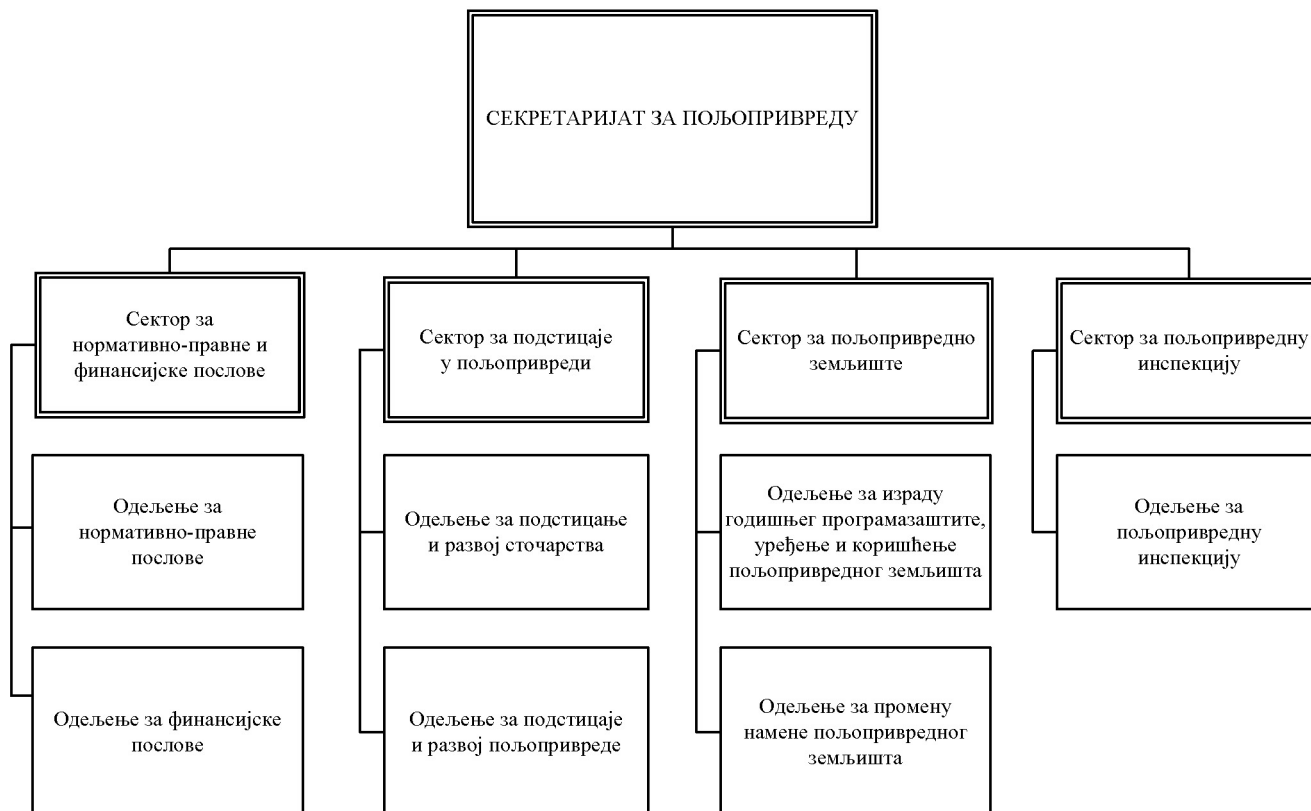 СЕКРЕТАРИЈАТ ЗА ПОЉОПРИВРЕДУ
Сектор за
нормативно-правне и
финансијске послове
Сектор за подстицаје
у пољопривреди
Сектор за пољопривредно
земљиште
Сектор за пољопривредну
инспекцију
Одељење за
нормативно-правне
послове
Одељење за подстицање
и развој сточарства
Одељење за израду
годишњег програмазаштите,
уређење и коришћење
пољопривредног земљишта
Одељење за
пољопривредну
инспекцију
Одељење за финансијске
послове
Одељење за подстицаје
и развој пољопривреде
Одељење за промену
намене пољопривредног
земљишта